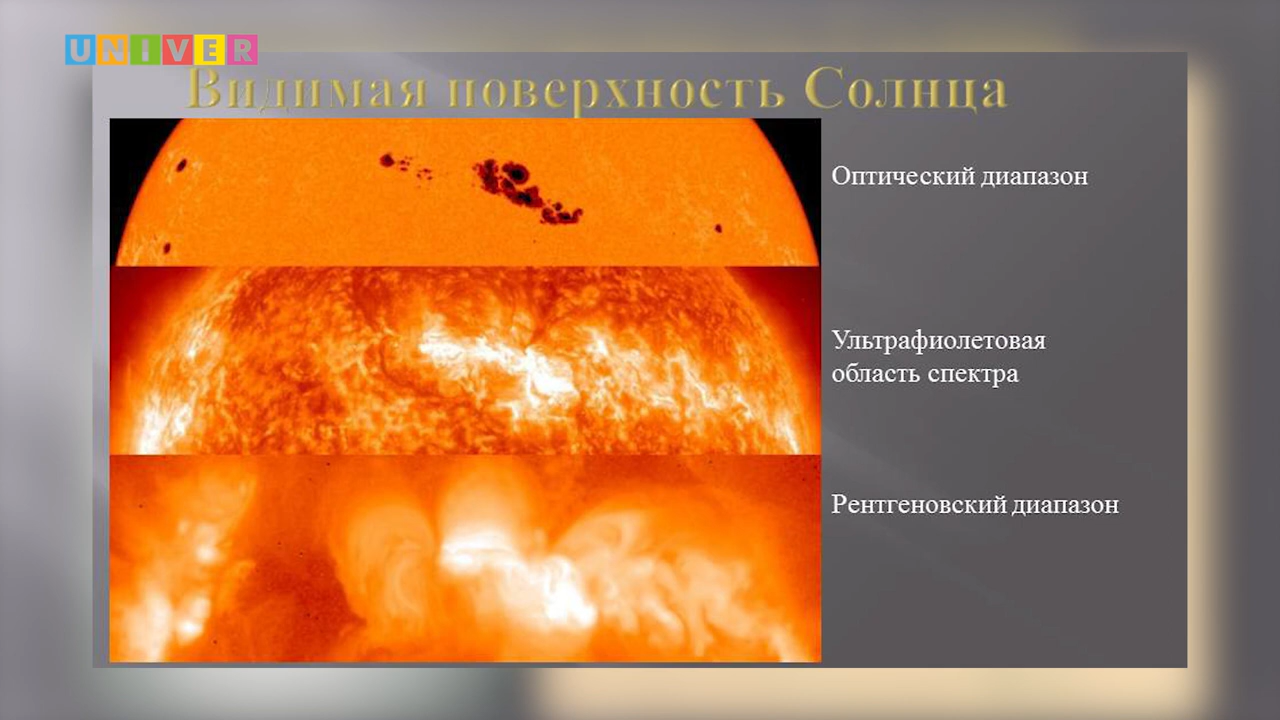 UNIVER
Видимая поверхность Солнца
Оптический диапазон
Ультрафиолетовая
область спектра
Рентгеновский диапазон